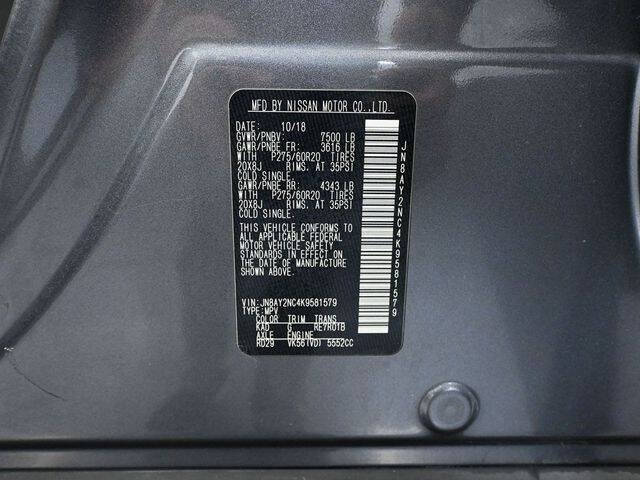 MFD BY NISSAN MOTOR CO.,LTD.
DATE: 10/18
GVWR/PNBV: 7500 LB
GAWR/PNBE FR: 3616 LB
WITH P275/60R20 TIRES
20X8J RIMS. AT 35PSI
COLD SINGLE.
GAWR/PNBE RR: 4343 LB
WITH P275/60R20 TIRES
20X8J RIMS. AT 35PSI
COLD SINGLE.
THIS VEHICLE CONFORMS TO
ALL APPLICABLE FEDERAL
MOTOR VEHICLE SAFETY
STANDARDS IN EFFECT ON
THE DATE OF MANUFACTURE
SHOWN ABOVE.
VIN: JN8AY2NC4K9581579
TYPE: MPV
COLOR TRIM TRANS
KAD G RE7R01B
AXLE ENGINE
RD29 VK56(VD) 5552CC
JN8AY2NC4K9581579